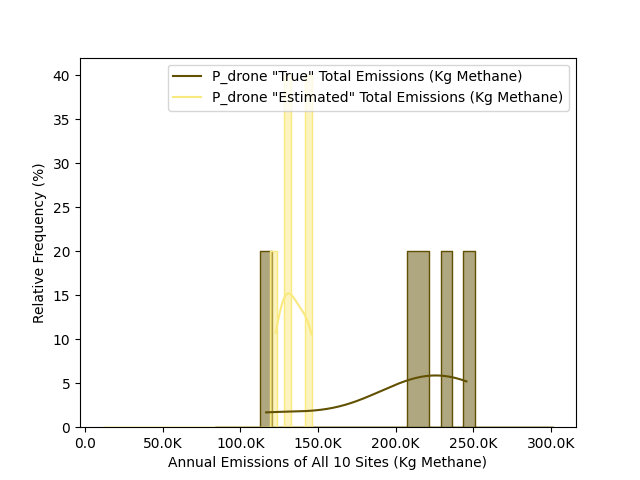 P_drone "True" Total Emissions (Kg Methane)
P_drone "Estimated" Total Emissions (Kg Methane)
40
35
30
25
20
15
10
5
0
Relative Frequency (%)
0.0 50.0K 100.0K 150.0K 200.0K 250.0K 300.0K
Annual Emissions of All 10 Sites (Kg Methane)